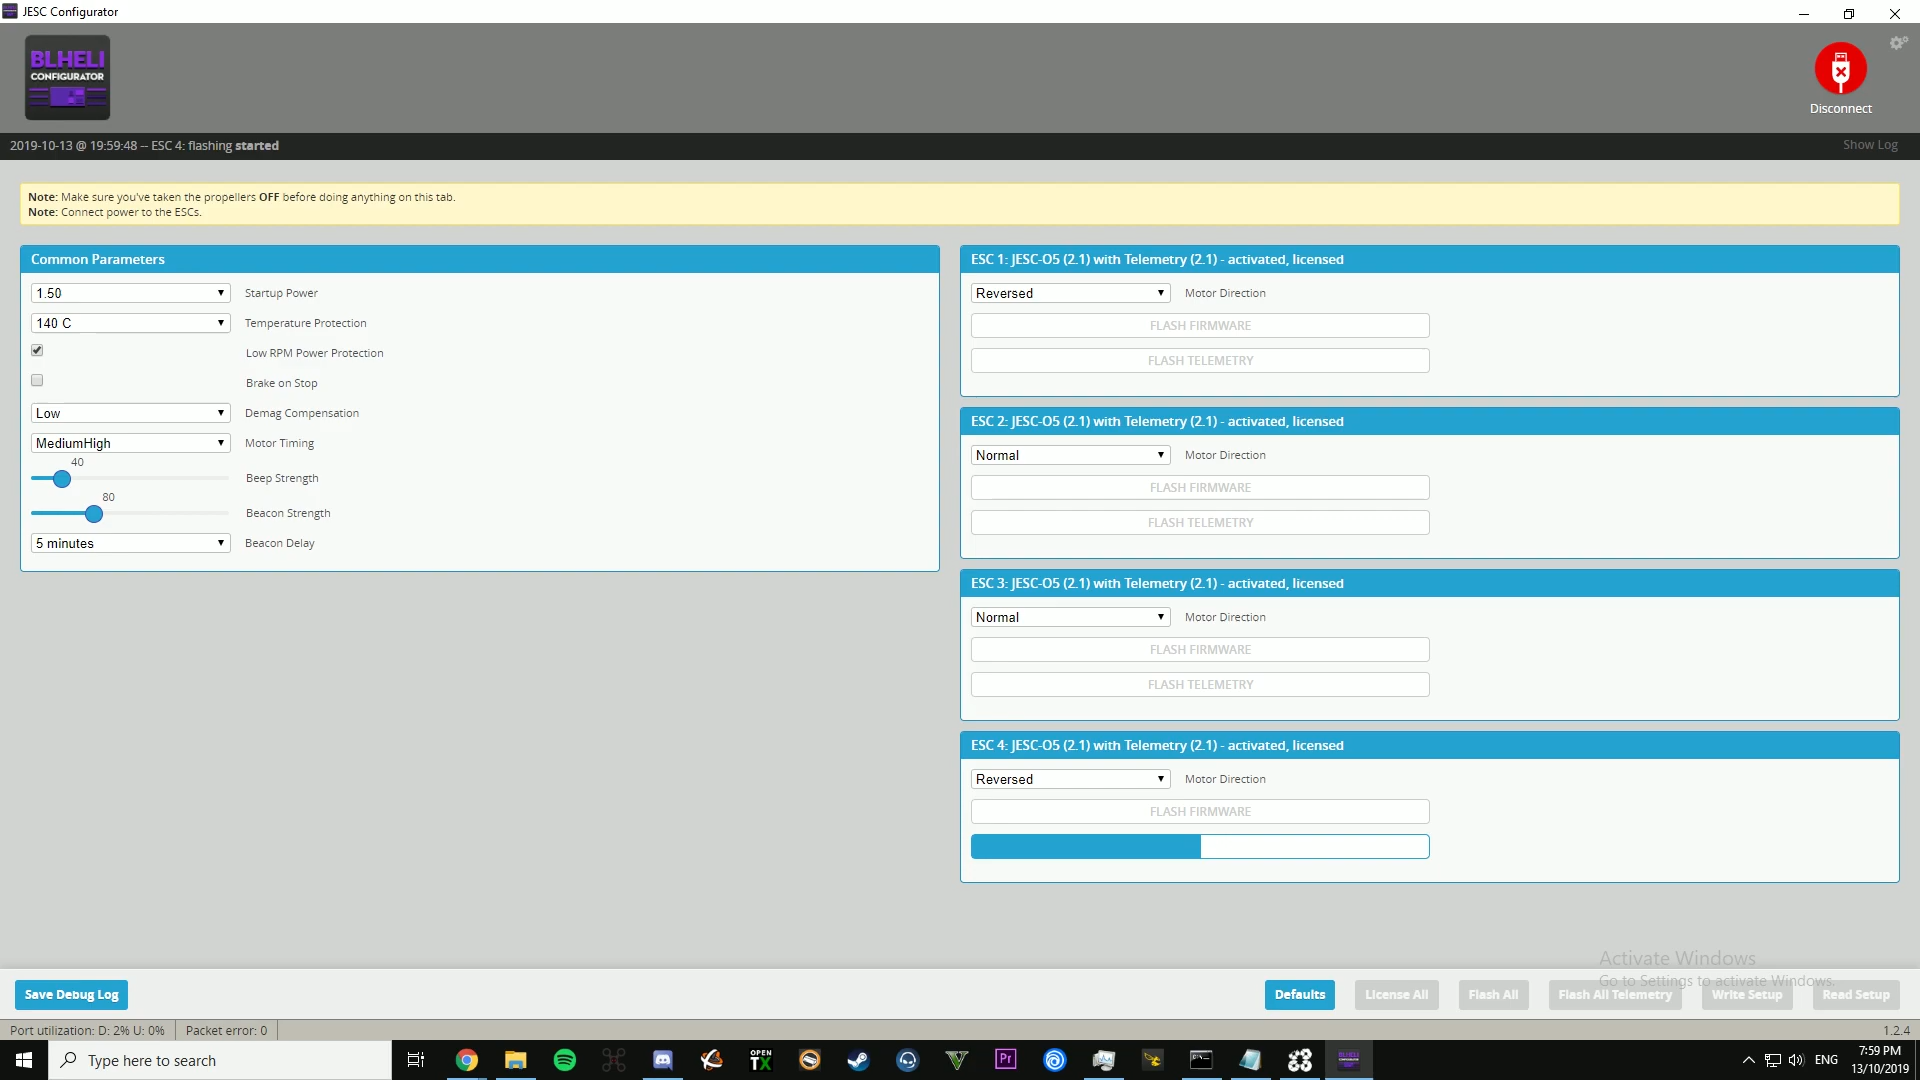 JESC Configurator
BLHELI
CONFIGURATOR
Disconnect
2019-10-13 @ 19:59:48 -- ESC 4: flashing started
Show Log
Note: Make sure you've taken the propellers OFF before doing anything on this tab.
Note: Connect power to the ESCs.
Common Parameters
1.50 Startup Power
140 C Temperature Protection
Low RPM Power Protection
Brake on Stop
Low Demag Compensation
MediumHigh Motor Timing
40
Beep Strength
80
Beacon Strength
5 minutes Beacon Delay
ESC 1: JESC-O5 (2.1) with Telemetry (2.1) - activated, licensed
Reversed Motor Direction
FLASH FIRMWARE
FLASH TELEMETRY
ESC 2: JESC-O5 (2.1) with Telemetry (2.1) - activated, licensed
Normal Motor Direction
FLASH FIRMWARE
FLASH TELEMETRY
ESC 3: JESC-O5 (2.1) with Telemetry (2.1) - activated, licensed
Normal Motor Direction
FLASH FIRMWARE
FLASH TELEMETRY
ESC 4: JESC-O5 (2.1) with Telemetry (2.1) - activated, licensed
Reversed Motor Direction
FLASH FIRMWARE
Activate Windows
Go to Settings to activate Windows.
Save Debug Log Defaults License All Flash All Flash All Telemetry Write Setup Read Setup
Port utilization: D: 2% U: 0% Packet error: 0 1.2.4
Type here to search
OPEN
TX
Pr
BLHELI
ENG
7:59 PM
13/10/2019